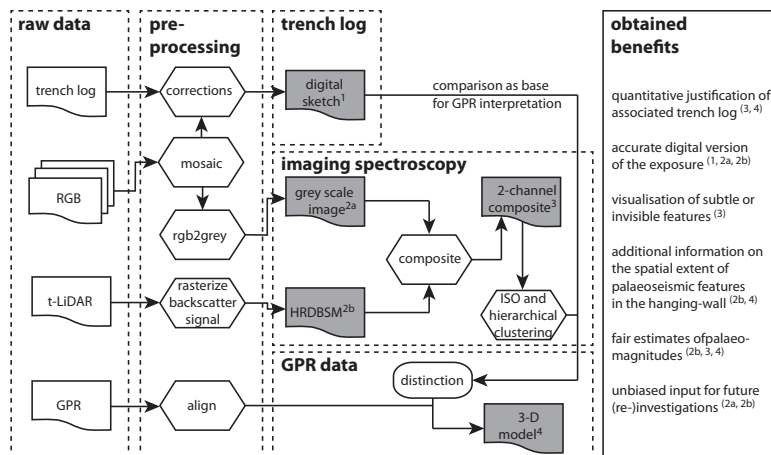 raw data
pre-
processing
trench log
obtained
benefits
trench log
corrections
digital
sketch1
comparison as base
for GPR interpretation
RGB
mosaic
rgb2grey
imaging spectroscopy
grey scale
image2a
2-channel
composite3
composite
t-LiDAR
rasterize
backscatter
signal
HRDBSM2b
ISO and
hierarchical
clustering
GPR data
GPR
align
distinction
3-D
model4
quantitative justification of
associated trench log (3, 4)
accurate digital version
of the exposure (1, 2a, 2b)
visualisation of subtle or
invisible features (3)
additional information on
the spatial extent of
palaeoseismic features
in the hanging-wall (2b, 4)
fair estimates ofpalaeo-
magnitudes (2b, 3, 4)
unbiased input for future
(re-)investigations (2a, 2b)